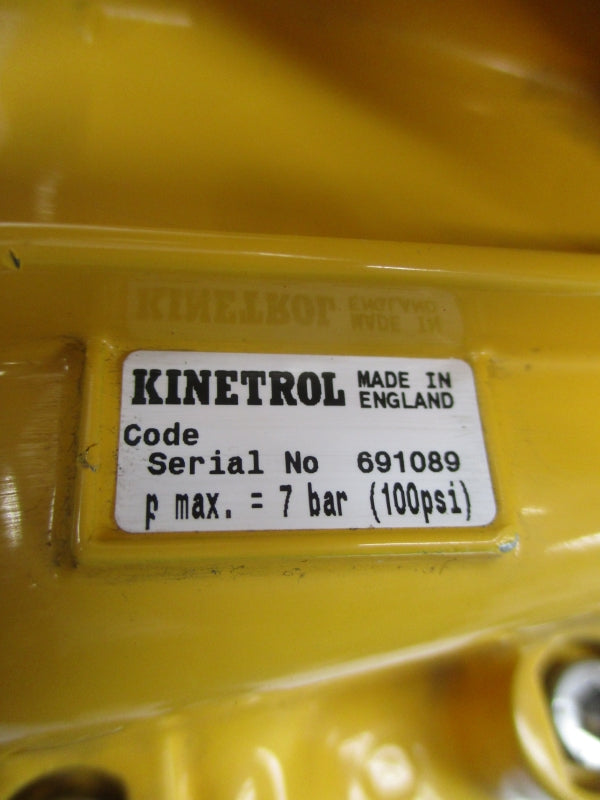 KINETROL MADE IN
ENGLAND
Code
Serial No 691089
p max. = 7 bar (100psi)